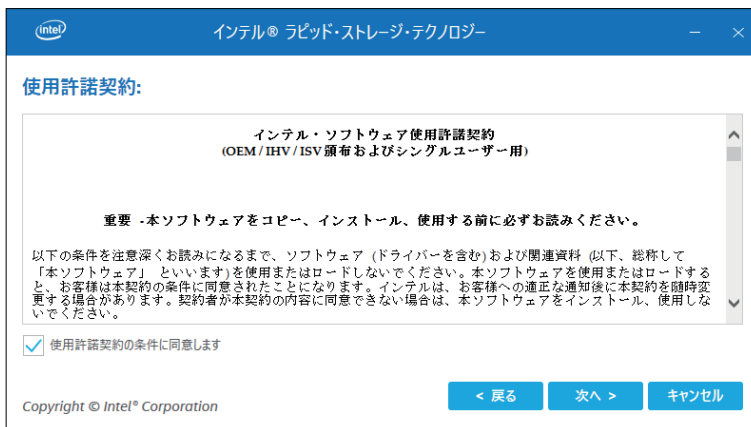 intel
インテル® ラピッド・ストレージ・テクノロジー
使用許諾契約:
インテル・ソフトウェア使用許諾契約
(OEM / IHV / ISV 頒布およびシングルユーザー用)
重要 -本ソフトウェアをコピー、インストール、使用する前に必ずお読みください。
以下の条件を注意深くお読みになるまで、ソフトウェア (ドライバーを含む) および関連資料 (以下、総称して
「本ソフトウェア」 といいます) を使用またはロードしないでください。本ソフトウェアを使用またはロードする
と、お客様は本契約の条件に同意されたことになります。インテルは、お客様への適正な通知後に本契約を随時変
更する場合があります。契約者が本契約の内容に同意できない場合は、本ソフトウェアをインストール、使用しな
いでください。
使用許諾契約の条件に同意します
< 戻る 次へ > キャンセル
Copyright © Intel® Corporation